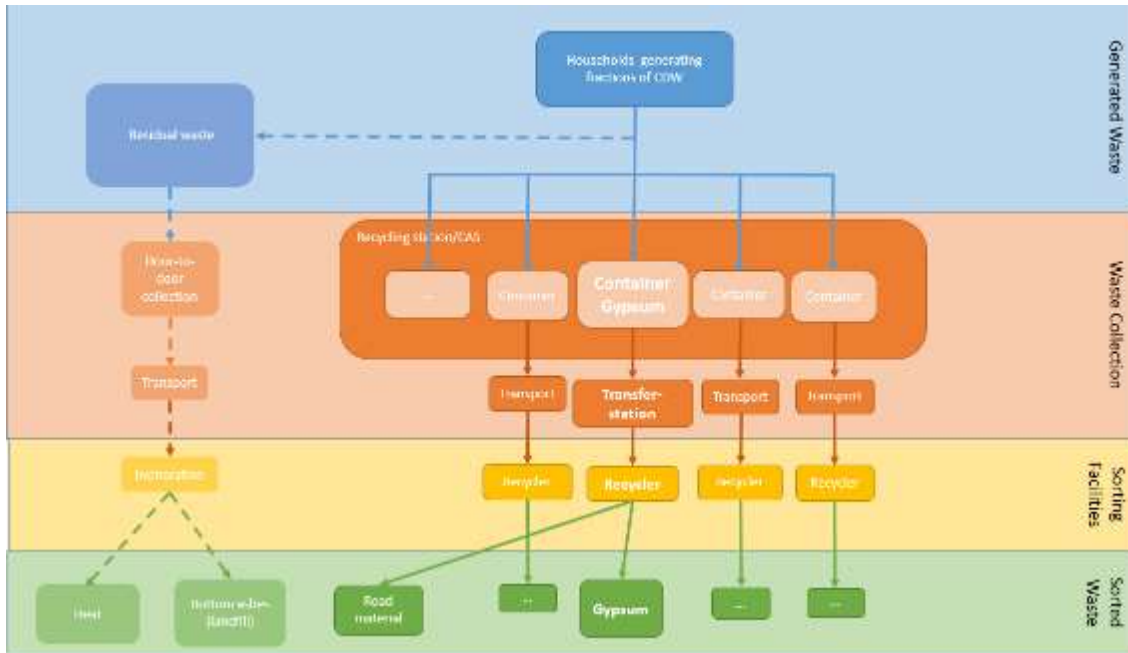 Households generating
fractions of CDW
Residual waste
Generated Waste
Recycling station/CAS
Door-to-
door
collection
...
Container
Container
Gypsum
Container
Container
Waste Collection
Transport
Transport
Transfer-
station
Transport
Transport
Incineration
Recycler
Recycler
Recycler
Recycler
Sorting
Facilities
Heat
Bottom ashes
(landfill)
Road
material
...
Gypsum
...
...
Sorted
Waste